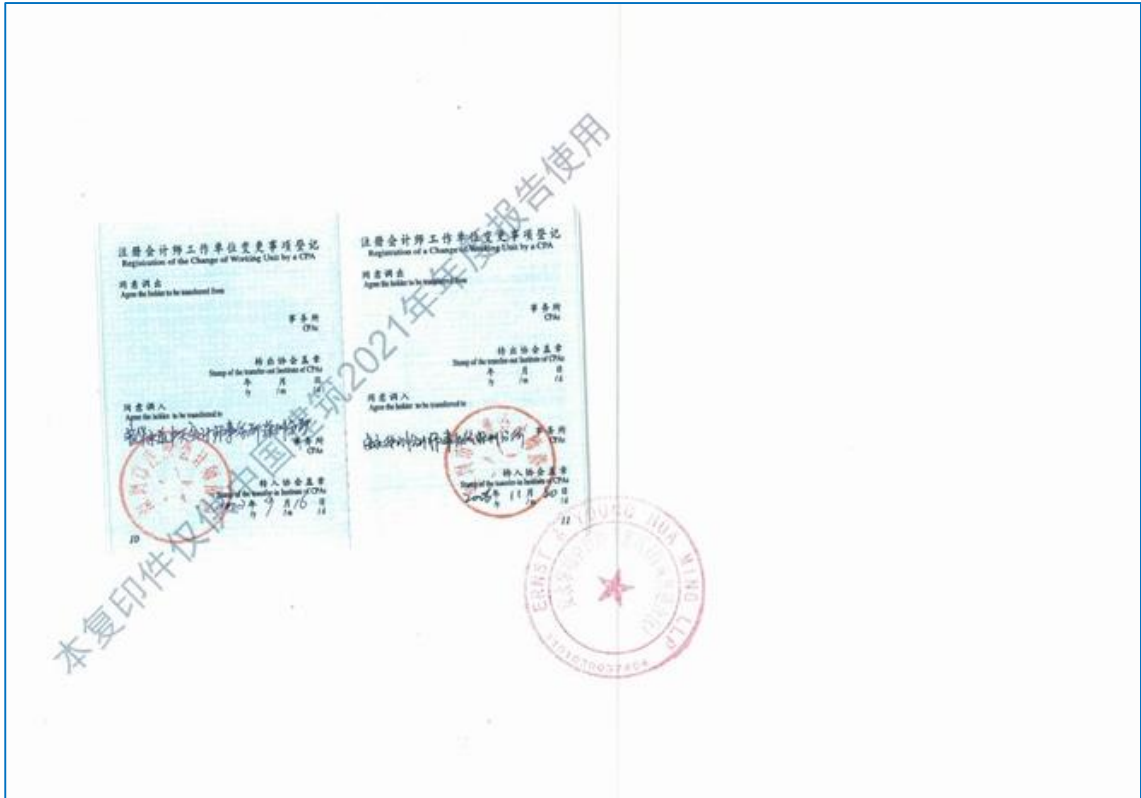 注册会计师工作单位变更事项登记
Registration of the Change of Working Unit by a CPA
同意调出
Agree the holder to be transferred from
事务所
CPAs
转出协会盖章
Stamp of the transfer-out Institute of CPAs
年 月 日
/y /m /d
同意调入
Agree the holder to be transferred to
事务所
CPAs
转入协会盖章
Stamp of the transfer-in Institute of CPAs
年 9 月 16 日
/y /m /d
10
注册会计师工作单位变更事项登记
Registration of a Change of Working Unit by a CPA
同意调出
Agree the holder to be transferred from
事务所
CPAs
转出协会盖章
Stamp of the transfer-out Institute of CPAs
年 月 日
/y /m /d
同意调入
Agree the holder to be transferred to
事务所
CPAs
转入协会盖章
Stamp of the transfer-in Institute of CPAs
年 11 月 30 日
/y /m /d
11
ERNST & YOUNG HUA MING LLP
本复印件仅供中国建筑2021年年度报告使用